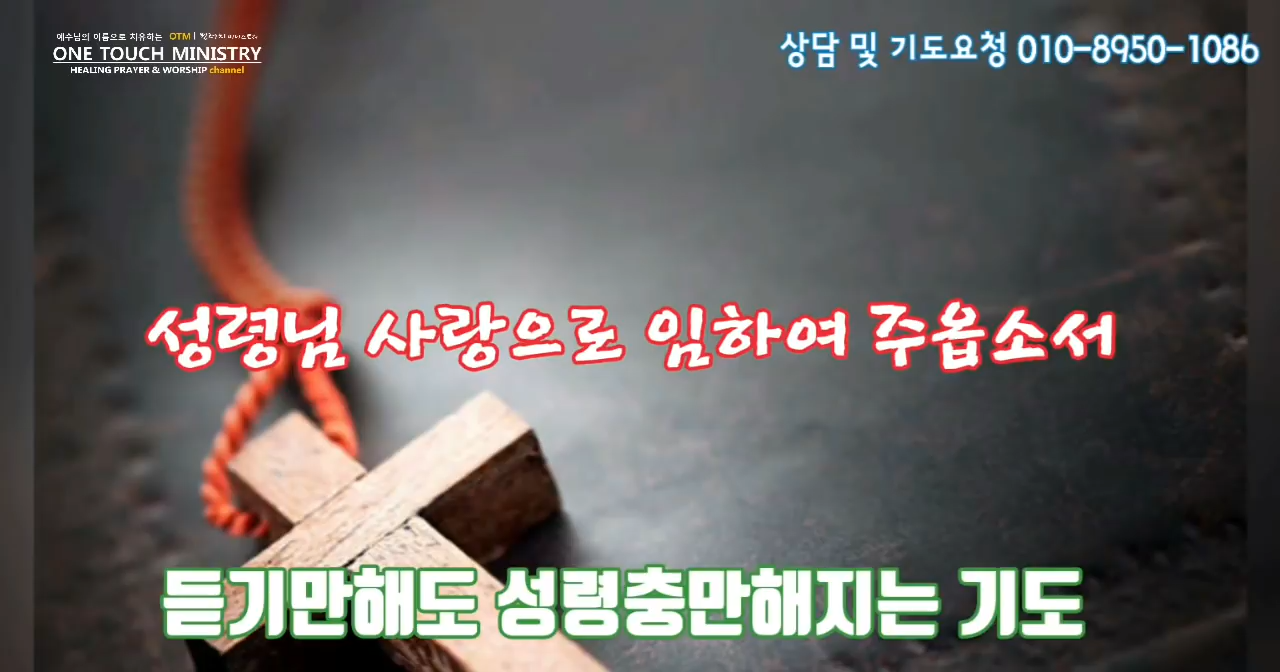 예수님의 이름으로 치유하는 OTM |
ONE TOUCH MINISTRY
HEALING PRAYER & WORSHIP channel
상담 및 기도요청 010-8950-1086
성령님 사랑으로 임하여 주옵소서
듣기만해도 성령충만해지는 기도